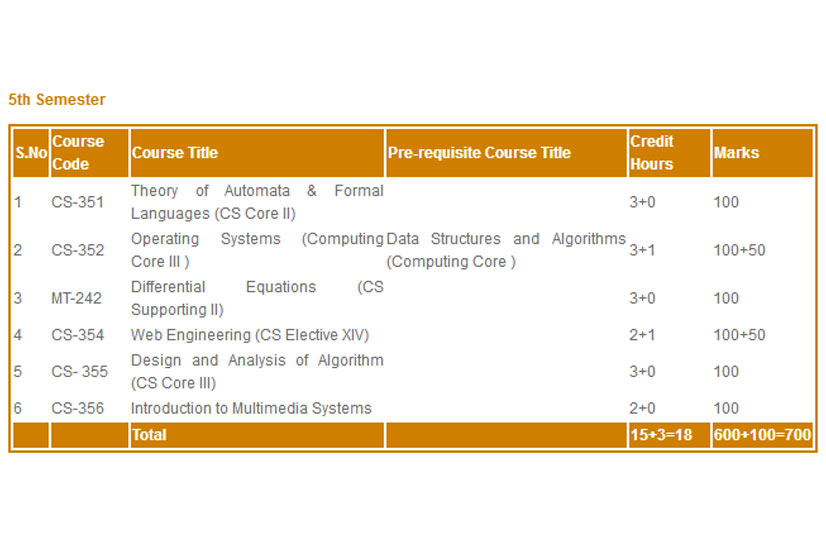 5th Semester
S.No Course Code Course Title Pre-requisite Course Title Credit Hours Marks
1 CS-351 Theory of Automata & Formal Languages (CS Core II) 3+0 100
2 CS-352 Operating Systems (Computing Core III ) Data Structures and Algorithms (Computing Core ) 3+1 100+50
3 MT-242 Differential Equations (CS Supporting II) 3+0 100
4 CS-354 Web Engineering (CS Elective XIV) 2+1 100+50
5 CS- 355 Design and Analysis of Algorithm (CS Core III) 3+0 100
6 CS-356 Introduction to Multimedia Systems 2+0 100
Total 15+3=18 600+100=700